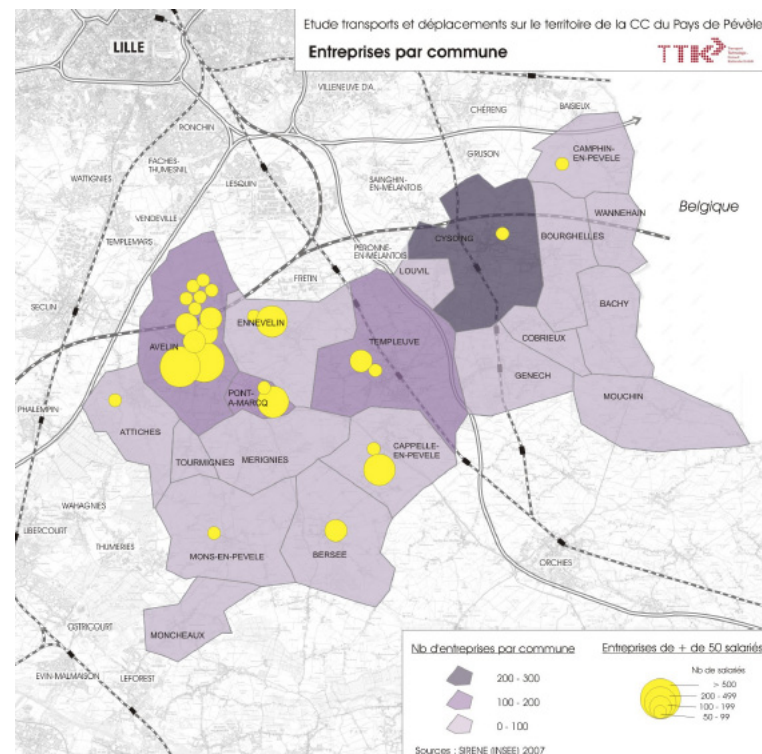 Etude transports et déplacements sur le territoire de la CC du Pays de Pévèle
Entreprises par commune
TTK
LILLE
VILLENEUVE D'A.
CHÉRENG
BAISIEUX
RONCHIN
GRUSON
CAMPHIN-
EN-PEVELE
FACHES-
THUMESNIL
WATTIGNIES
LESQUIN
SAINGHIN-
EN-MÉLANTOIS
WANNEHAIN
Belgique
VENDEVILLE
TEMPLEMARS
CYSOING
BOURGHELLES
PÉRONNE-
EN-MÉLANTOIS
LOUVIL
FRETIN
SECLIN
BACHY
ENNEVELIN
AVELIN
TEMPLEUVE
COBRIEUX
GENECH
MOUCHIN
PONT-
A-MARCQ
PHALEMPIN
ATTICHES
CAPPELLE-
EN-PEVELE
TOURMIGNIES
MERIGNIES
WAHAGNIES
LIBERCOURT
THUMERIES
MONS-EN-PEVELE
BERSEE
ORCHIES
OSTRICOURT
MONCHEAUX
EVIN-MALMAISON
LEFOREST
Nb d'entreprises par commune
200 - 300
100 - 200
0 - 100
Entreprises de + de 50 salariés
Nb de salariés
> 500
200 - 499
100 - 199
50 - 99
Sources : SIRENE (INSEE) 2007